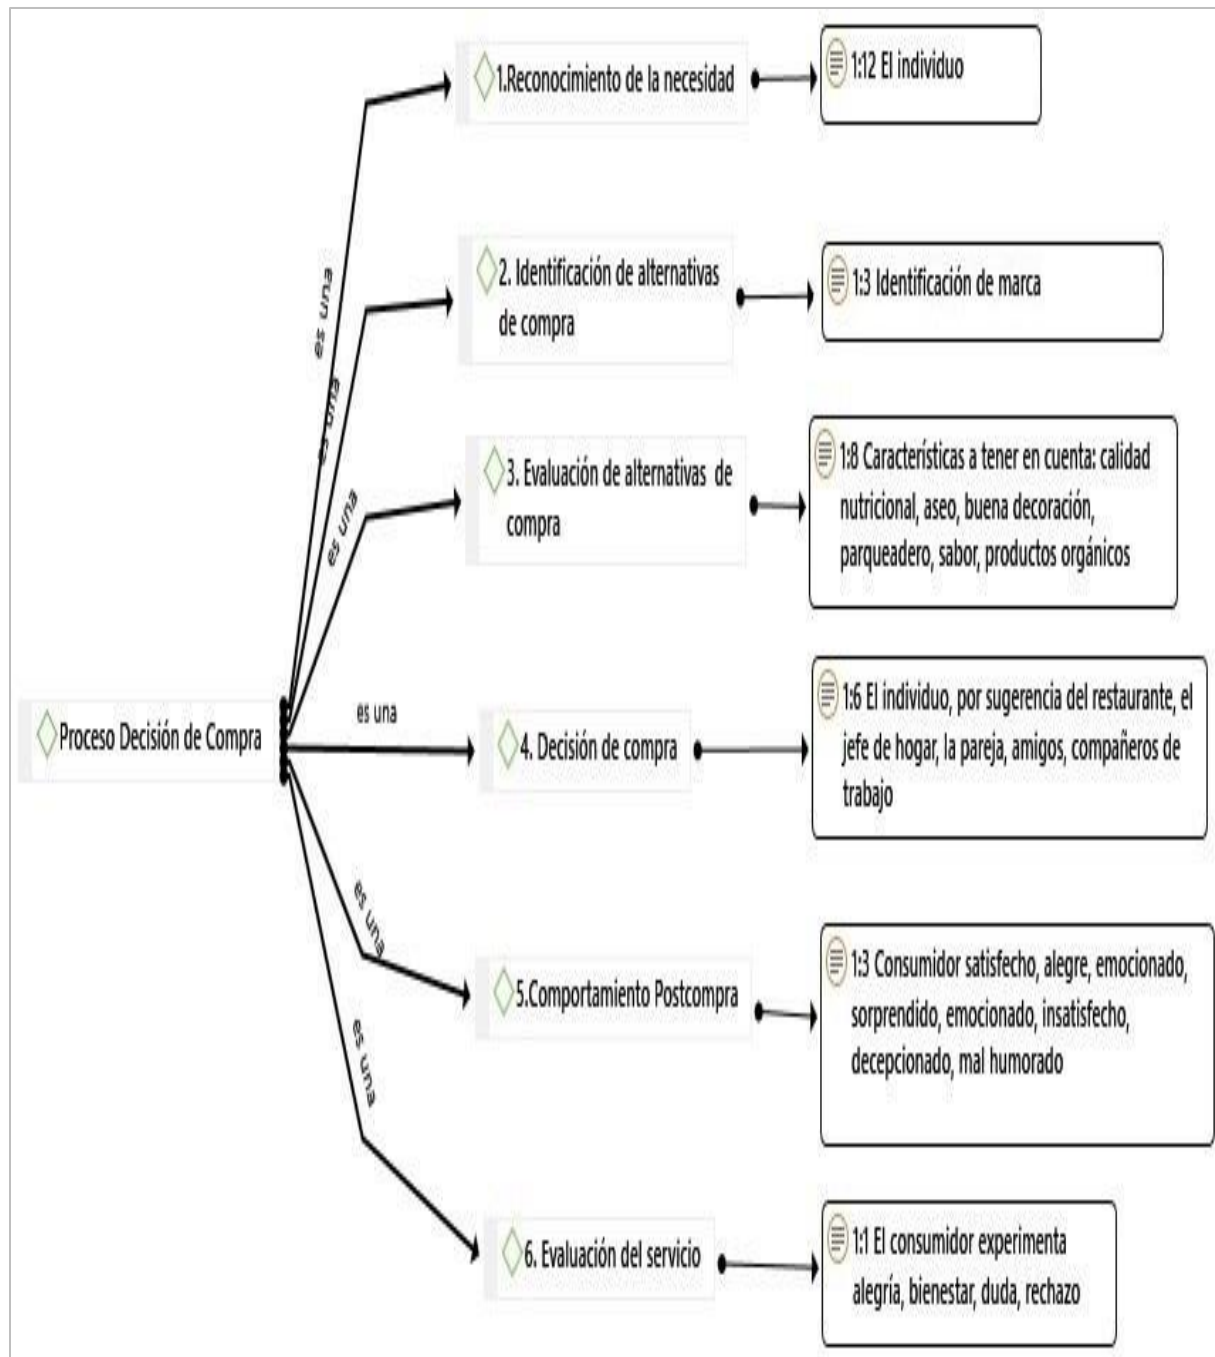 1.Reconocimiento de la necesidad
1:12 El individuo
es una
2. Identificación de alternativas
de compra
1:3 Identificación de marca
es una
3. Evaluación de alternativas de
compra
1:8 Características a tener en cuenta: calidad
nutricional, aseo, buena decoración,
parqueadero, sabor, productos orgánicos
es una
Proceso Decisión de Compra
es una
4. Decisión de compra
1:6 El individuo, por sugerencia del restaurante, el
jefe de hogar, la pareja, amigos, compañeros de
trabajo
es una
5.Comportamiento Postcompra
1:3 Consumidor satisfecho, alegre, emocionado,
sorprendido, emocionado, insatisfecho,
decepcionado, mal humorado
es una
6. Evaluación del servicio
1:1 El consumidor experimenta
alegría, bienestar, duda, rechazo